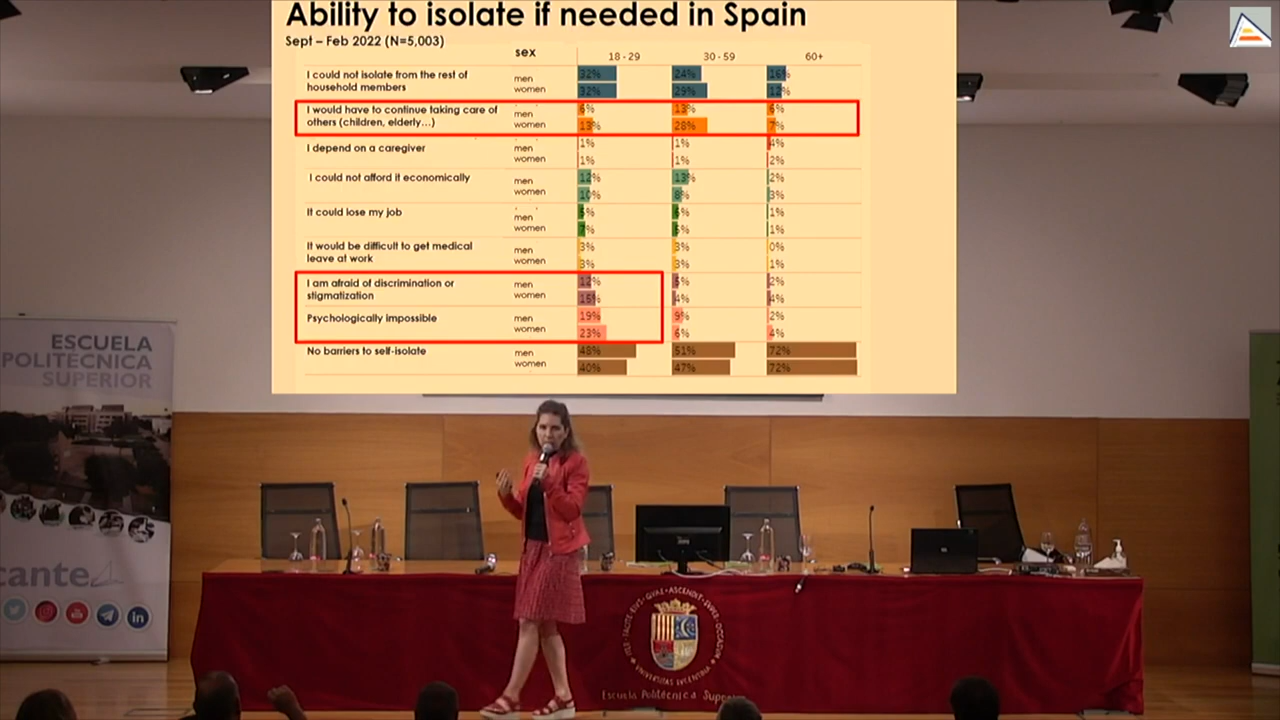 Ability to isolate if needed in Spain
Sept – Feb 2022 (N=5,003)
sex
18 - 29 30 - 59 60+
I could not isolate from the rest of household members
men 32% 24% 16%
women 32% 29% 12%
I would have to continue taking care of others (children, elderly...)
men 6% 13% 6%
women 13% 28% 7%
I depend on a caregiver
men 1% 1% 4%
women 1% 1% 2%
I could not afford it economically
men 12% 13% 2%
women 10% 8% 3%
It could lose my job
men 5% 6% 1%
women 7% 5% 1%
It would be difficult to get medical leave at work
men 3% 3% 0%
women 3% 3% 1%
I am afraid of discrimination or stigmatization
men 12% 5% 2%
women 15% 4% 4%
Psychologically impossible
men 19% 9% 2%
women 23% 6% 4%
No barriers to self-isolate
men 48% 51% 72%
women 40% 47% 72%
ESCUELA
POLITECNICA
SUPERIOR
cante
Escuela Politécnica Superior